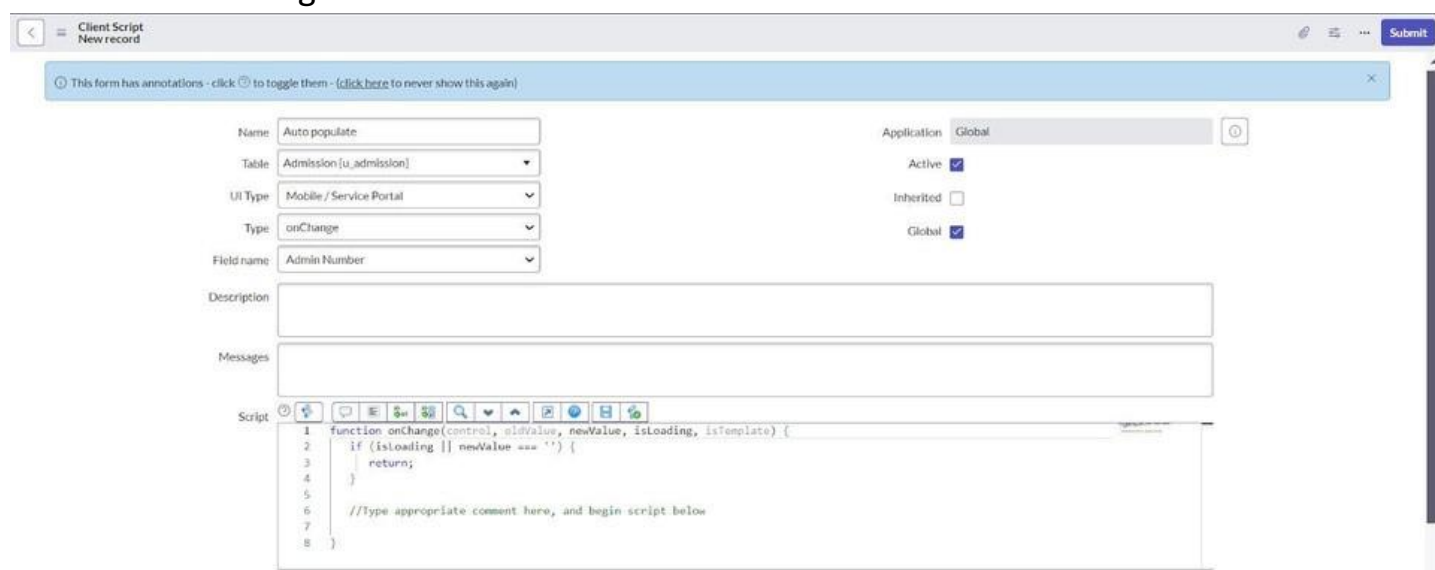 Client Script
New record
Submit
This form has annotations - click to toggle them - (click here to never show this again)
Name Auto populate
Application Global
Table Admission [u_admission]
Active
UI Type Mobile / Service Portal
Inherited
Type onChange
Global
Field name Admin Number
Description
Messages
Script
1 function onChange(control, oldValue, newValue, isLoading, isTemplate) {
2 if (isLoading || newValue === '') {
3 return;
4 }
5
6 //Type appropriate comment here, and begin script below
7
8 }